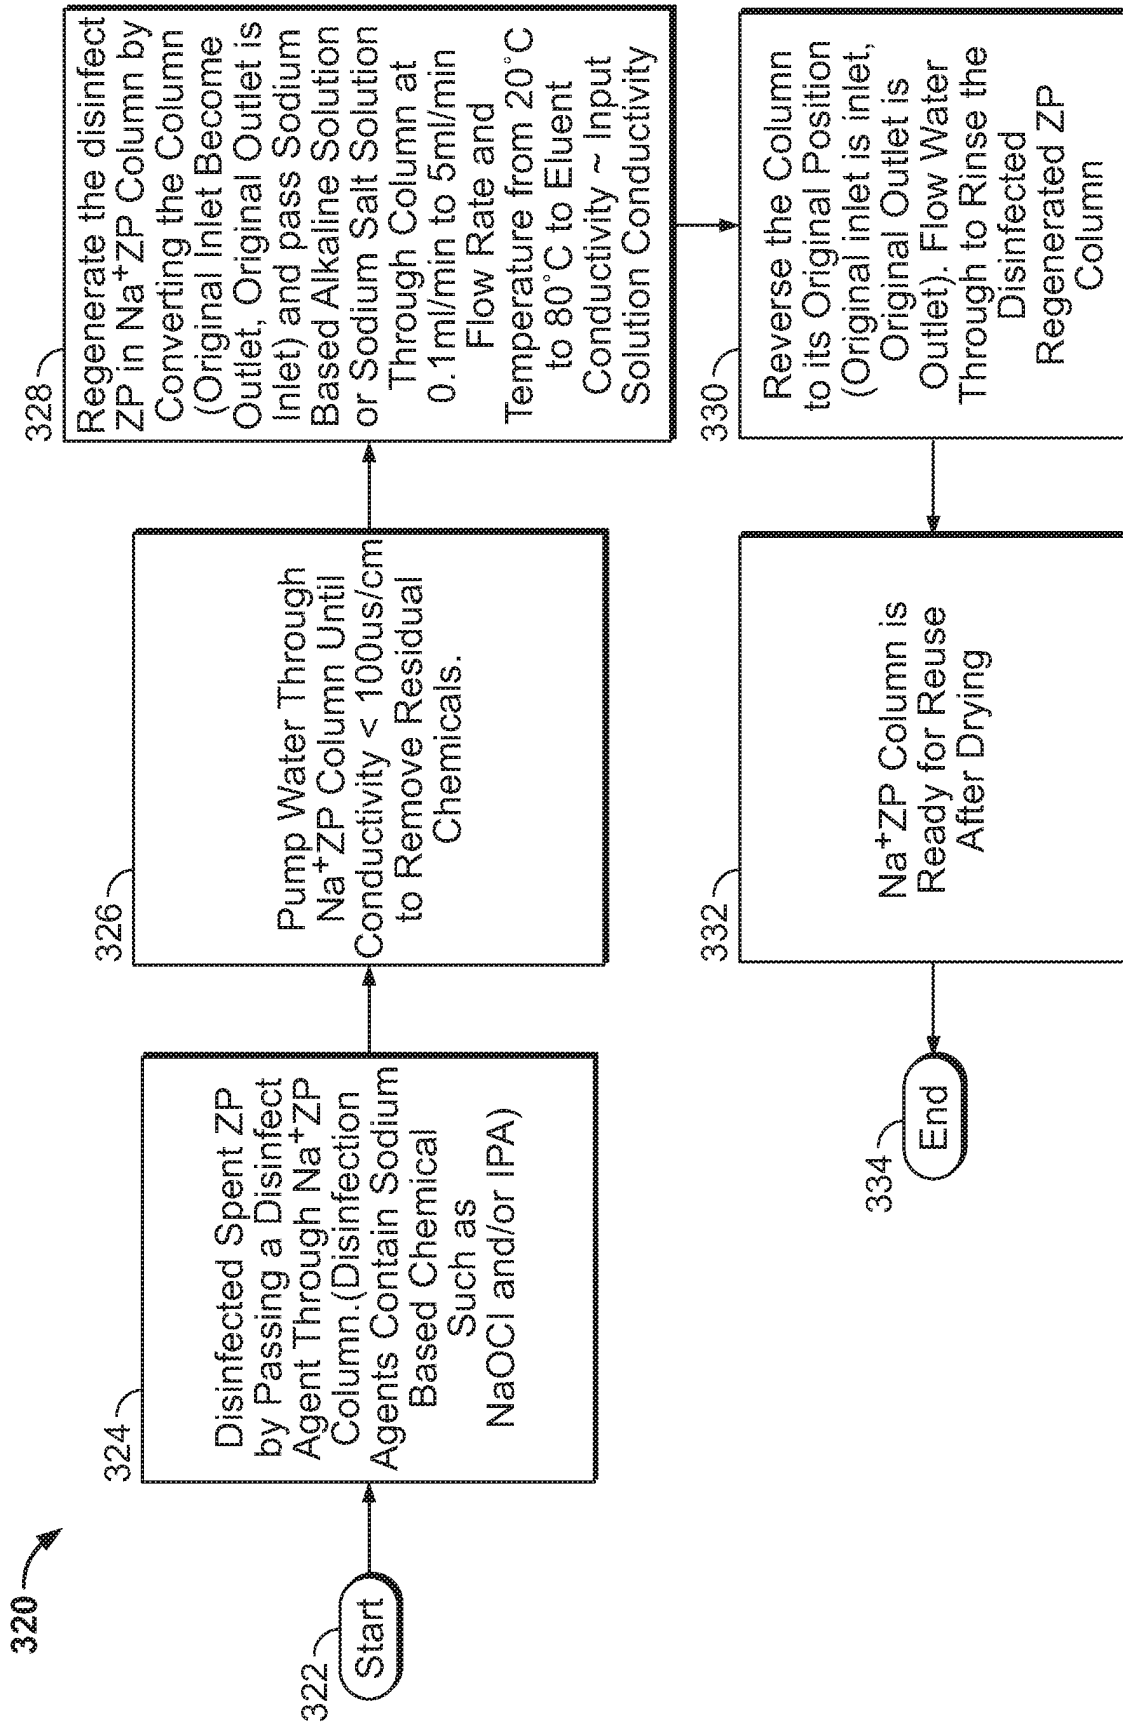 320
322
Start
324
Disinfected Spent ZP
by Passing a Disinfect
Agent Through Na⁺ZP
Column.(Disinfection
Agents Contain Sodium
Based Chemical
Such as
NaOCl and/or IPA)
326
Pump Water Through
Na⁺ZP Column Until
Conductivity < 100us/cm
to Remove Residual
Chemicals.
328
Regenerate the disinfect
ZP in Na⁺ZP Column by
Converting the Column
(Original Inlet Become
Outlet, Original Outlet is
Inlet) and pass Sodium
Based Alkaline Solution
or Sodium Salt Solution
Through Column at
0.1ml/min to 5ml/min
Flow Rate and
Temperature from 20°C
to 80°C to Eluent
Conductivity ~ Input
Solution Conductivity
330
Reverse the Column
to its Original Position
(Original inlet is inlet,
Original Outlet is
Outlet). Flow Water
Through to Rinse the
Disinfected
Regenerated ZP
Column
332
Na⁺ZP Column is
Ready for Reuse
After Drying
334
End